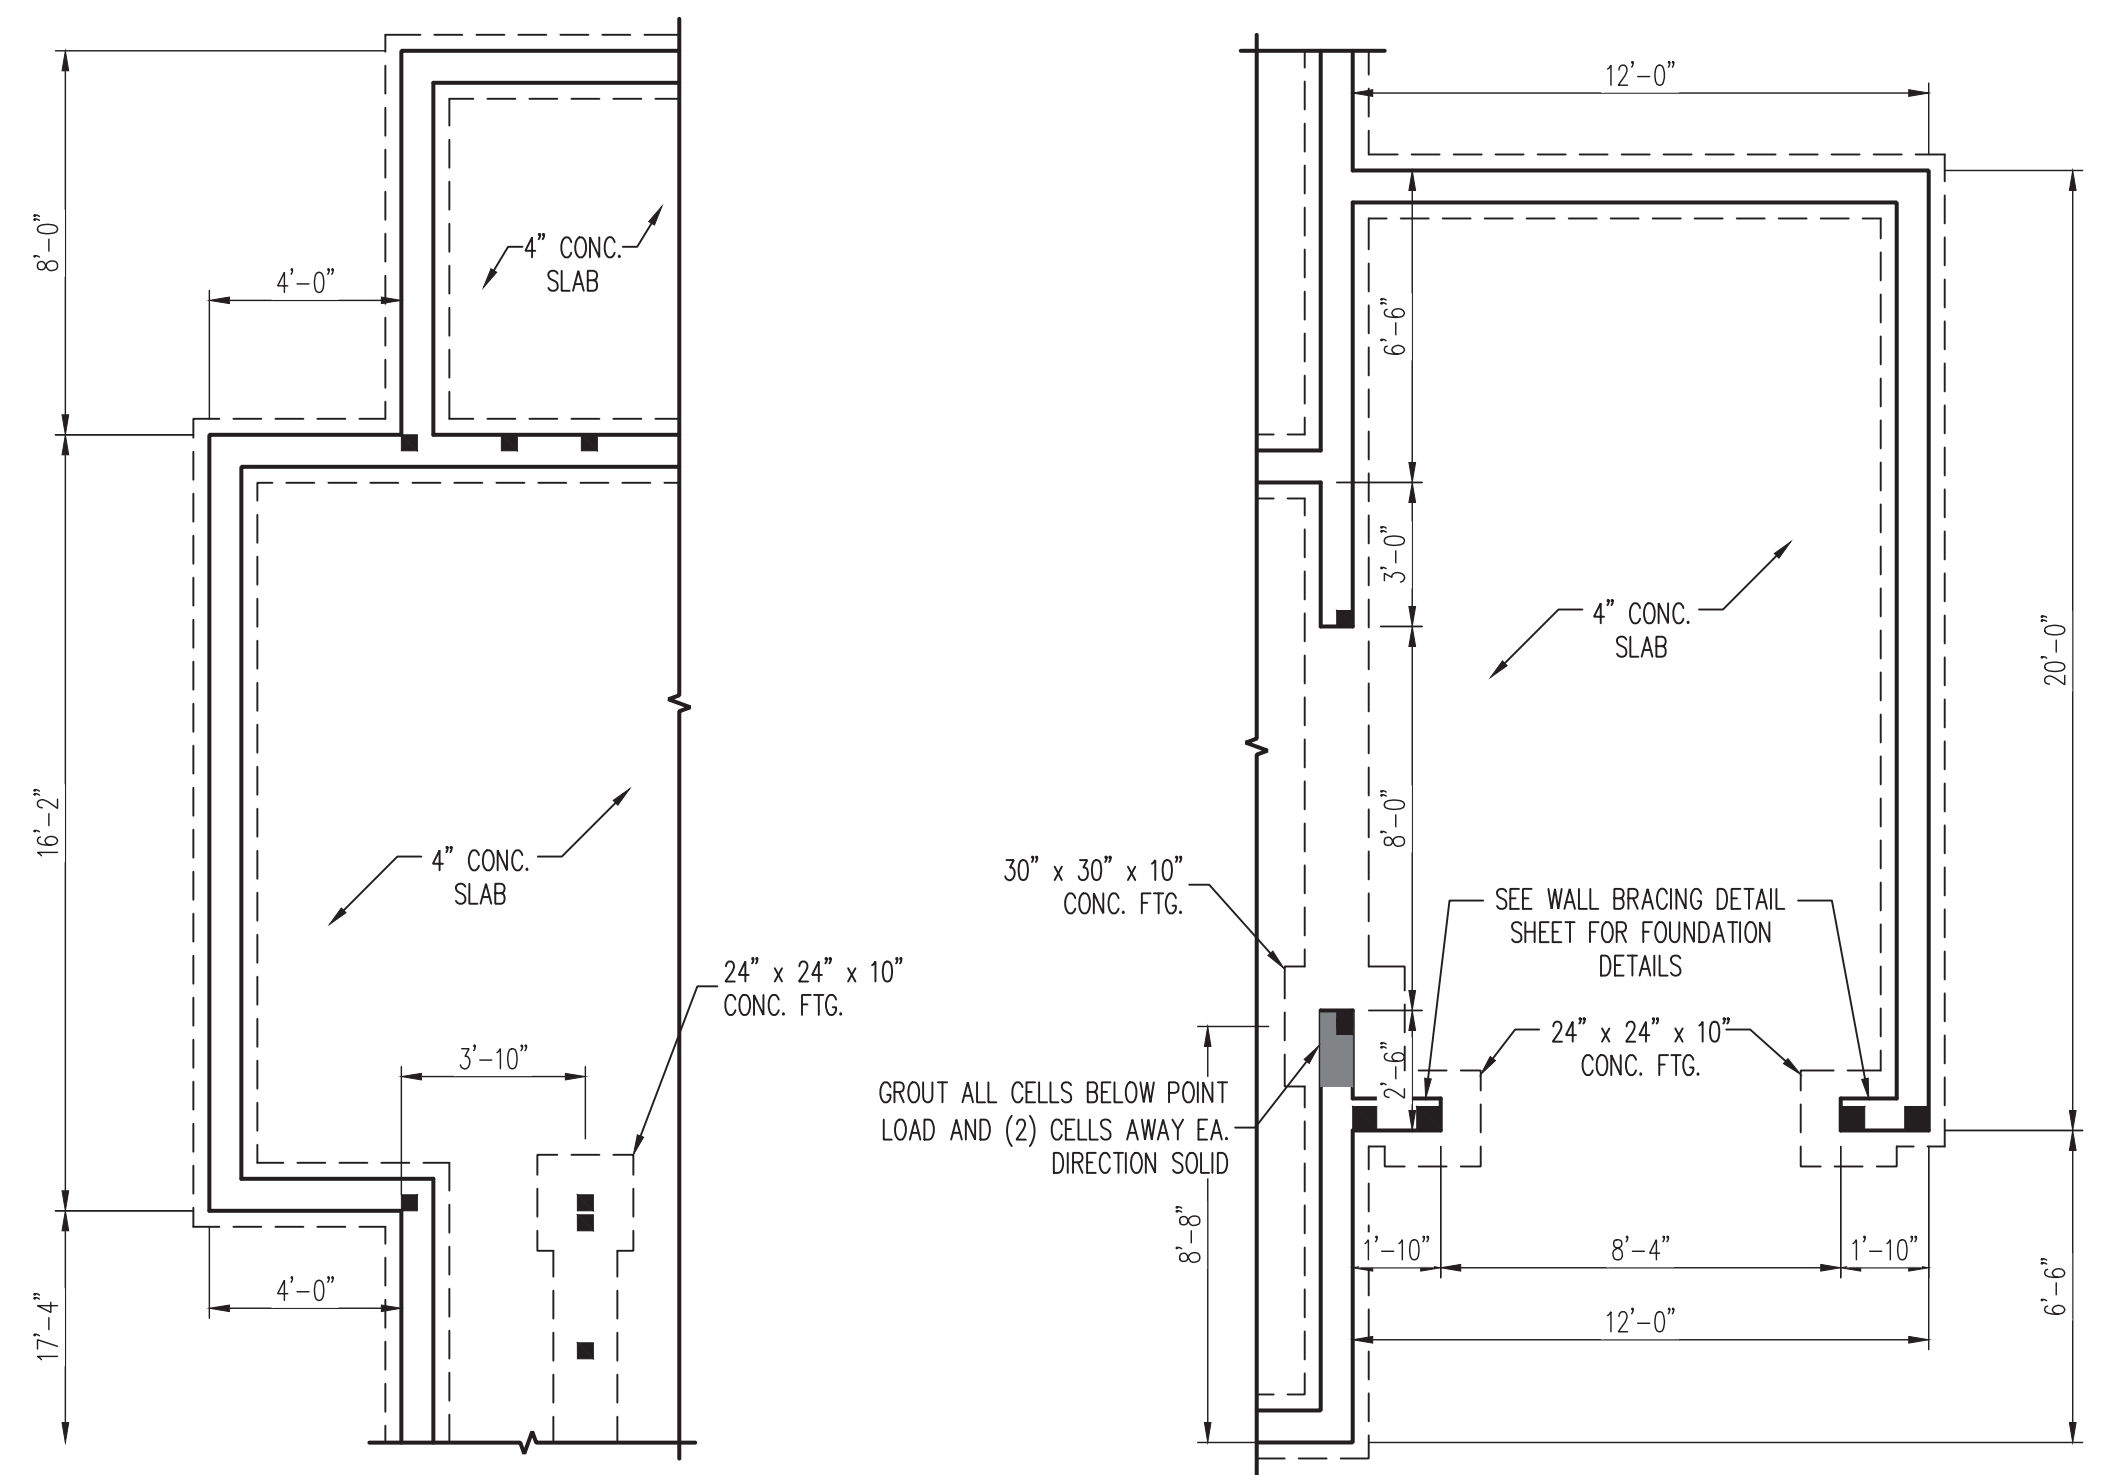 8'-0"
4'-0"
4" CONC.
SLAB
16'-2"
4" CONC.
SLAB
24" x 24" x 10"
CONC. FTG.
3'-10"
4'-0"
17'-4"
12'-0"
6'-6"
3'-0"
4" CONC.
SLAB
20'-0"
8'-0"
30" x 30" x 10"
CONC. FTG.
SEE WALL BRACING DETAIL
SHEET FOR FOUNDATION
DETAILS
24" x 24" x 10"
CONC. FTG.
2'-6"
GROUT ALL CELLS BELOW POINT
LOAD AND (2) CELLS AWAY EA.
DIRECTION SOLID
8'-8"
1'-10"
8'-4"
1'-10"
12'-0"
6'-6"